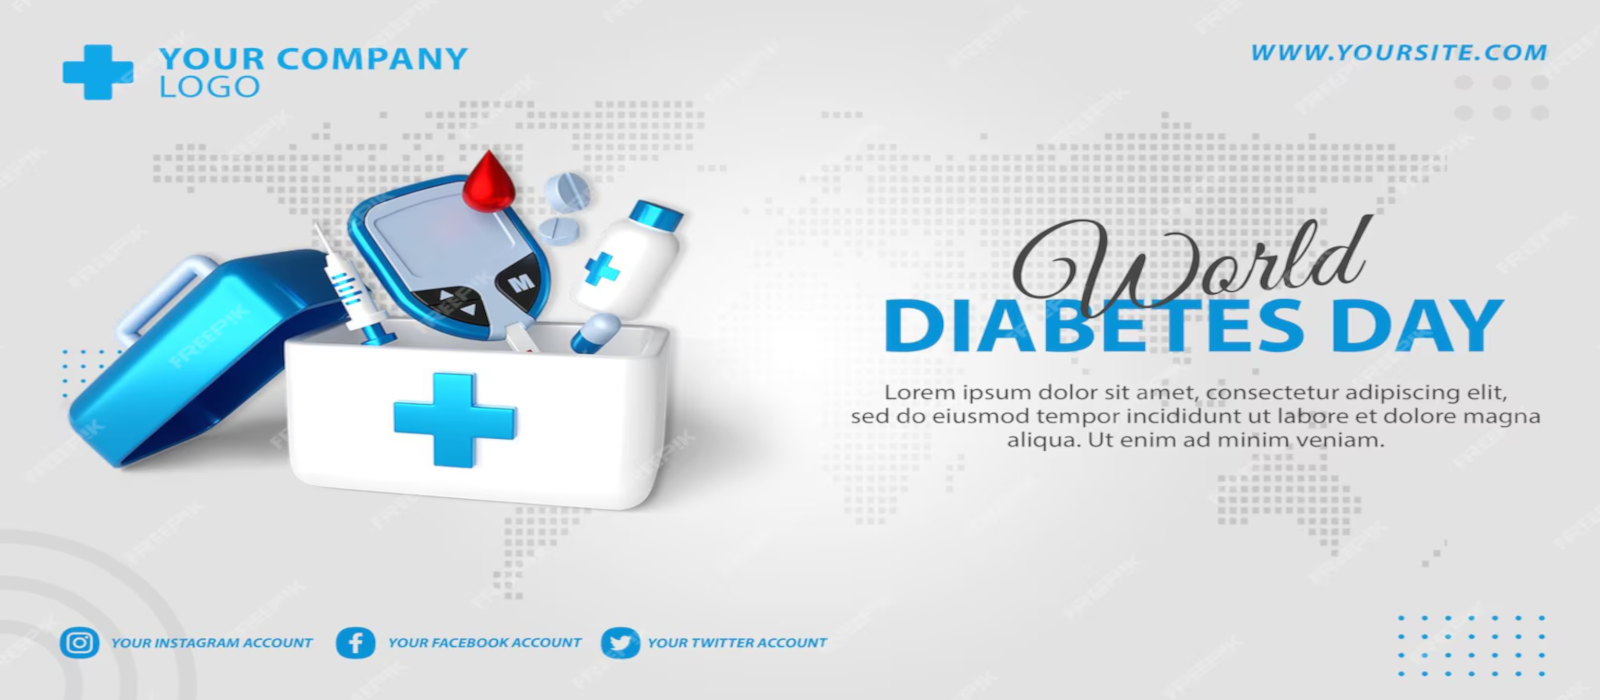 YOUR COMPANY
LOGO
WWW.YOURSITE.COM
M
World
DIABETES DAY
Lorem ipsum dolor sit amet, consectetur adipiscing elit,
sed do eiusmod tempor incididunt ut labore et dolore magna
aliqua. Ut enim ad minim veniam.
YOUR INSTAGRAM ACCOUNT
YOUR FACEBOOK ACCOUNT
YOUR TWITTER ACCOUNT
FREEPIK